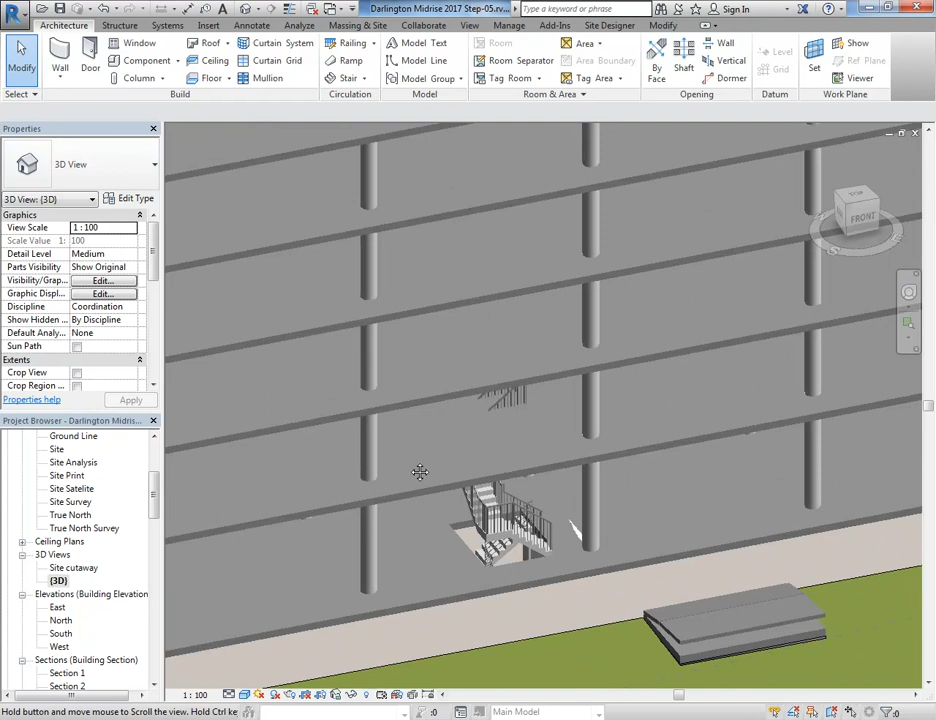 Darlington Midrise 2017 Step-05.rv...
Type a keyword or phrase
Sign In
Architecture Structure Systems Insert Annotate Analyze Massing & Site Collaborate View Manage Add-Ins Site Designer Modify
Modify
Wall
Door
Window
Component
Column
Roof
Ceiling
Floor
Curtain System
Curtain Grid
Mullion
Railing
Ramp
Stair
Model Text
Model Line
Model Group
Room
Room Separator
Tag Room
Area
Area Boundary
Tag Area
By Face
Shaft
Wall
Vertical
Dormer
Level
Grid
Set
Show
Ref Plane
Viewer
Select Build Circulation Model Room & Area Opening Datum Work Plane
Properties
3D View
3D View: {3D} Edit Type
Graphics
View Scale 1 : 100
Scale Value 1: 100
Detail Level Medium
Parts Visibility Show Original
Visibility/Grap... Edit...
Graphic Displ... Edit...
Discipline Coordination
Show Hidden ... By Discipline
Default Analy... None
Sun Path
Extents
Crop View
Crop Region ...
Properties help Apply
Project Browser - Darlington Midris...
Ground Line
Site
Site Analysis
Site Print
Site Satelite
Site Survey
True North
True North Survey
Ceiling Plans
3D Views
Site cutaway
{3D}
Elevations (Building Elevation
East
North
South
West
Sections (Building Section)
Section 1
Section 2
TOP
FRONT
1 : 100
Hold button and move mouse to Scroll the view. Hold Ctrl ke
:0
Main Model
:0